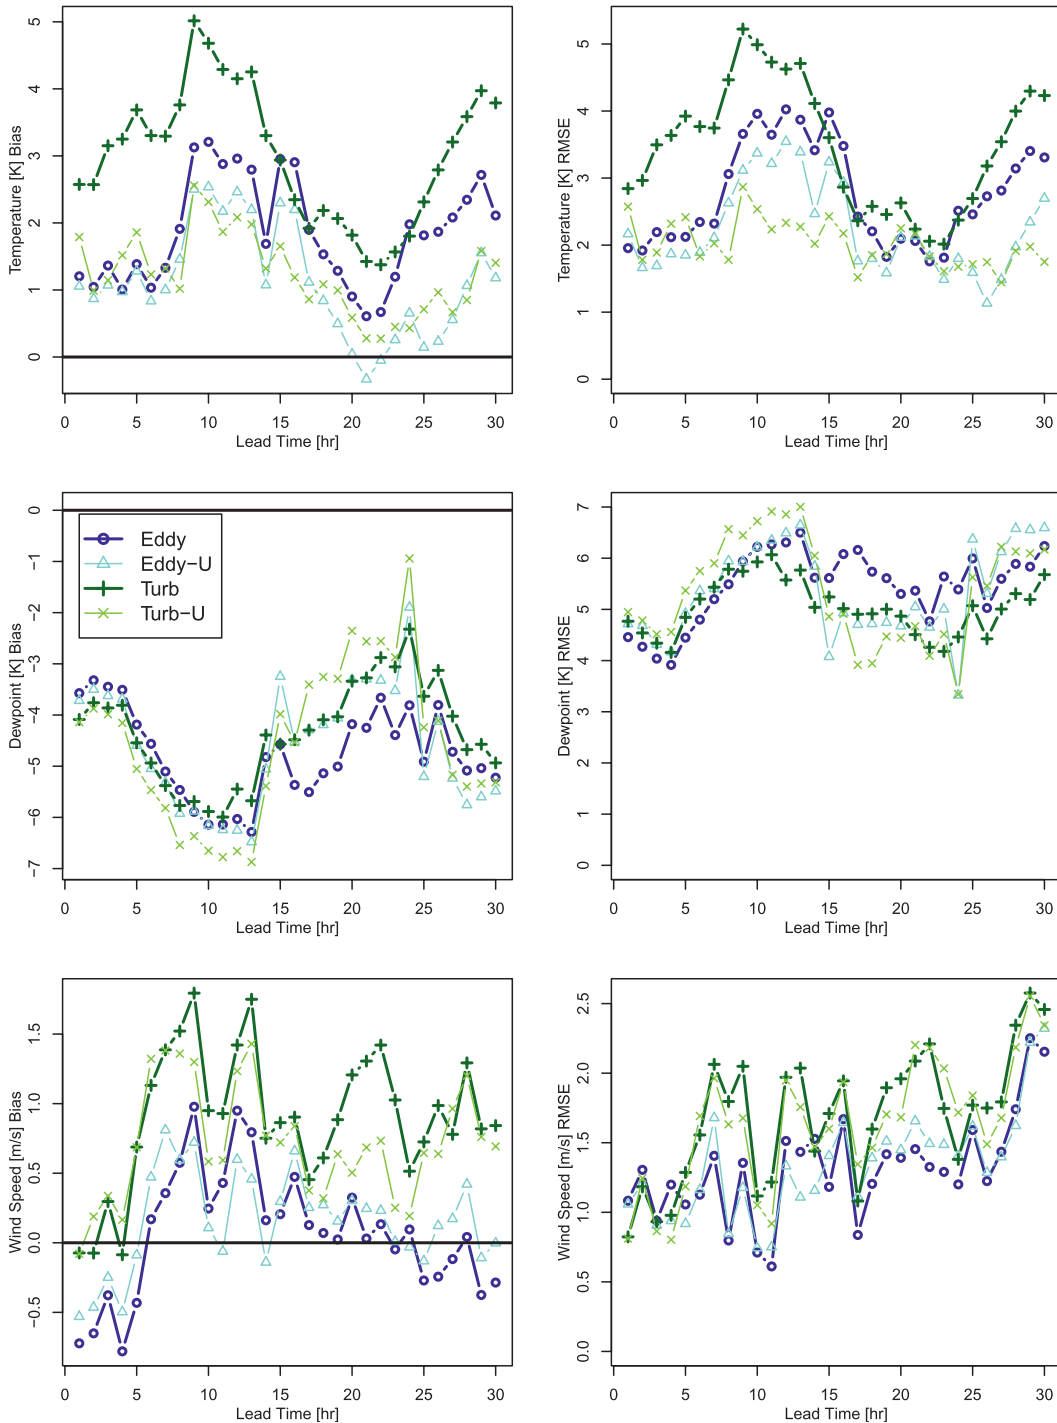 Temperature [K] Bias
5
4
3
2
1
0
0 5 10 15 20 25 30
Lead Time [hr]
Temperature [K] RMSE
5
4
3
2
1
0
0 5 10 15 20 25 30
Lead Time [hr]
Dewpoint [K] Bias
0
−1
−2
−3
−4
−5
−6
−7
Eddy
Eddy−U
Turb
Turb−U
0 5 10 15 20 25 30
Lead Time [hr]
Dewpoint [K] RMSE
7
6
5
4
3
2
1
0
0 5 10 15 20 25 30
Lead Time [hr]
Wind Speed [m/s] Bias
1.5
1.0
0.5
0.0
−0.5
0 5 10 15 20 25 30
Lead Time [hr]
Wind Speed [m/s] RMSE
2.5
2.0
1.5
1.0
0.5
0.0
0 5 10 15 20 25 30
Lead Time [hr]